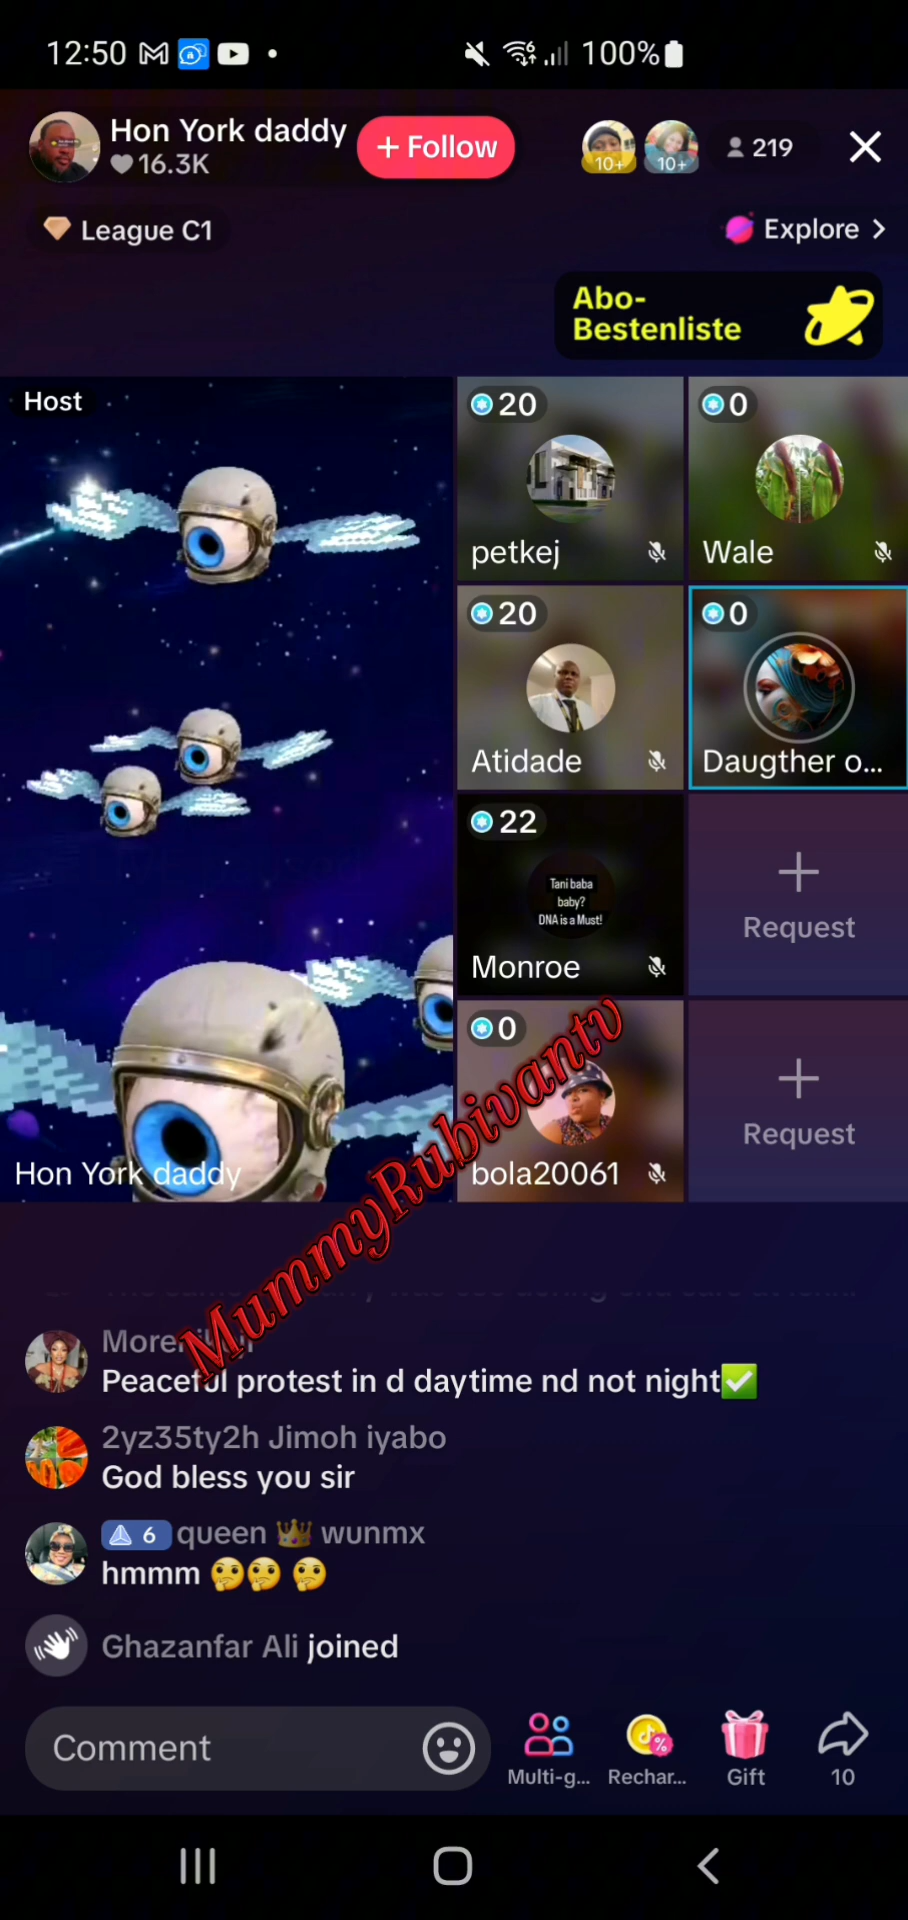 12:50
100%
Hon York daddy
16.3K
+ Follow
10+
10+
219
League C1
Explore >
Abo-
Bestenliste
Host
20
petkej
0
Wale
20
Atidade
0
Daugther o...
22
Tani baba
baby?
DNA is a Must!
Monroe
Request
0
bola20061
Request
Hon York daddy
MummyRubivantv
Peaceful protest in d daytime nd not night✅
2yz35ty2h Jimoh iyabo
God bless you sir
6 queen 👑 wunmx
hmmm 🤔🤔 🤔
Ghazanfar Ali joined
Comment
Multi-g...
Rechar...
Gift
10